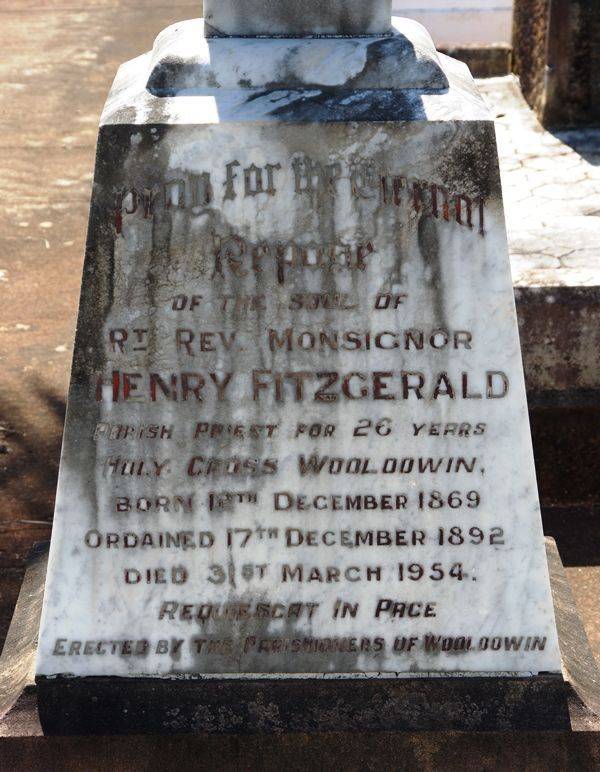 Pray for the Eternal
Repose
OF THE SOUL OF
RT REV. MONSIGNOR
HENRY FITZGERALD
PARISH PRIEST FOR 26 YEARS
HOLY CROSS WOOLOOWIN.
BORN 12TH DECEMBER 1869
ORDAINED 17TH DECEMBER 1892
DIED 31ST MARCH 1954.
REQUIESCAT IN PACE
ERECTED BY THE PARISHIONERS OF WOOLOOWIN